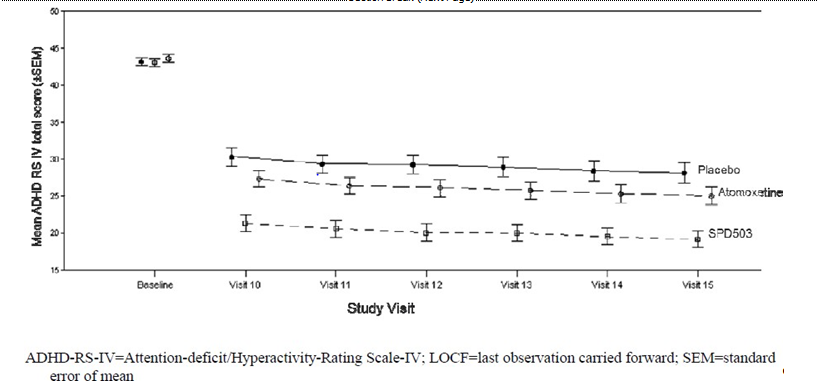 50
45
40
35
30
25
20
15
Mean ADHD RS IV total score (±SEM)
Placebo
Atomoxetine
SPD503
Baseline Visit 10 Visit 11 Visit 12 Visit 13 Visit 14 Visit 15
Study Visit
ADHD-RS-IV=Attention-deficit/Hyperactivity-Rating Scale-IV; LOCF=last observation carried forward; SEM=standard
error of mean